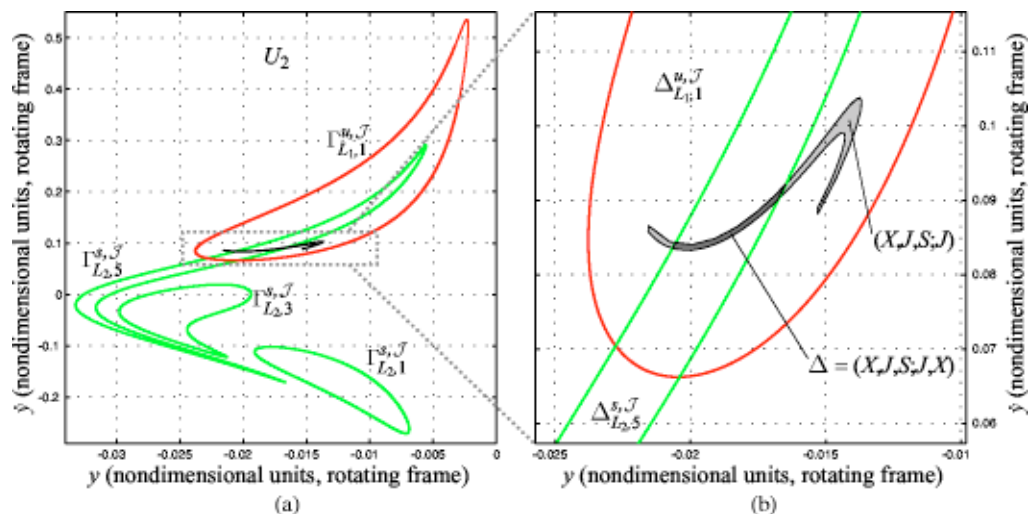 0.5
0.4
0.3
0.2
0.1
0
-0.1
-0.2
ẏ (nondimensional units, rotating frame)
U₂
Γ^{u,𝒥}_{L₁,1}
Γ^{s,𝒥}_{L₂,5}
Γ^{s,𝒥}_{L₂,3}
Γ^{s,𝒥}_{L₂,1}
-0.03 -0.025 -0.02 -0.015 -0.01 -0.005 0
y (nondimensional units, rotating frame)
(a)
Δ^{u,𝒥}_{L₁,1}
(X,J,S,J)
Δ = (X,J,S,J,X)
Δ^{s,𝒥}_{L₂,5}
0.11
0.1
0.09
0.08
0.07
0.06
ẏ (nondimensional units, rotating frame)
-0.025 -0.02 -0.015 -0.01
y (nondimensional units, rotating frame)
(b)